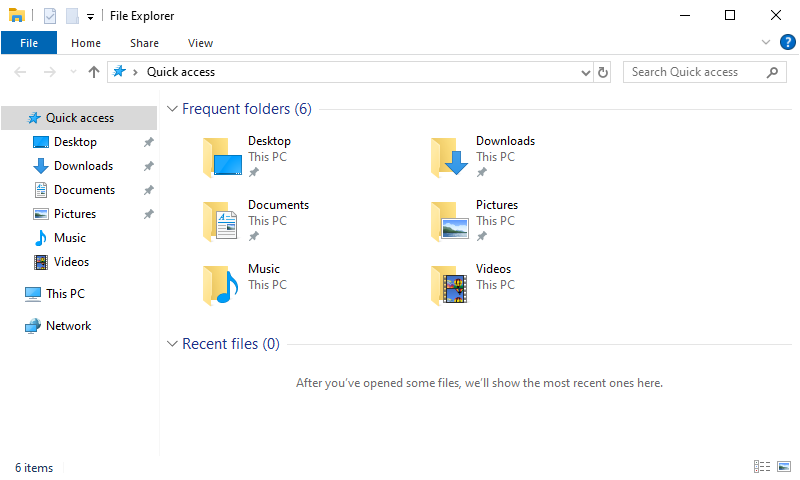 File Explorer
File Home Share View
Quick access
Search Quick access
Quick access
Desktop
Downloads
Documents
Pictures
Music
Videos
This PC
Network
Frequent folders (6)
Desktop
This PC
Downloads
This PC
Documents
This PC
Pictures
This PC
Music
This PC
Videos
This PC
Recent files (0)
After you've opened some files, we'll show the most recent ones here.
6 items